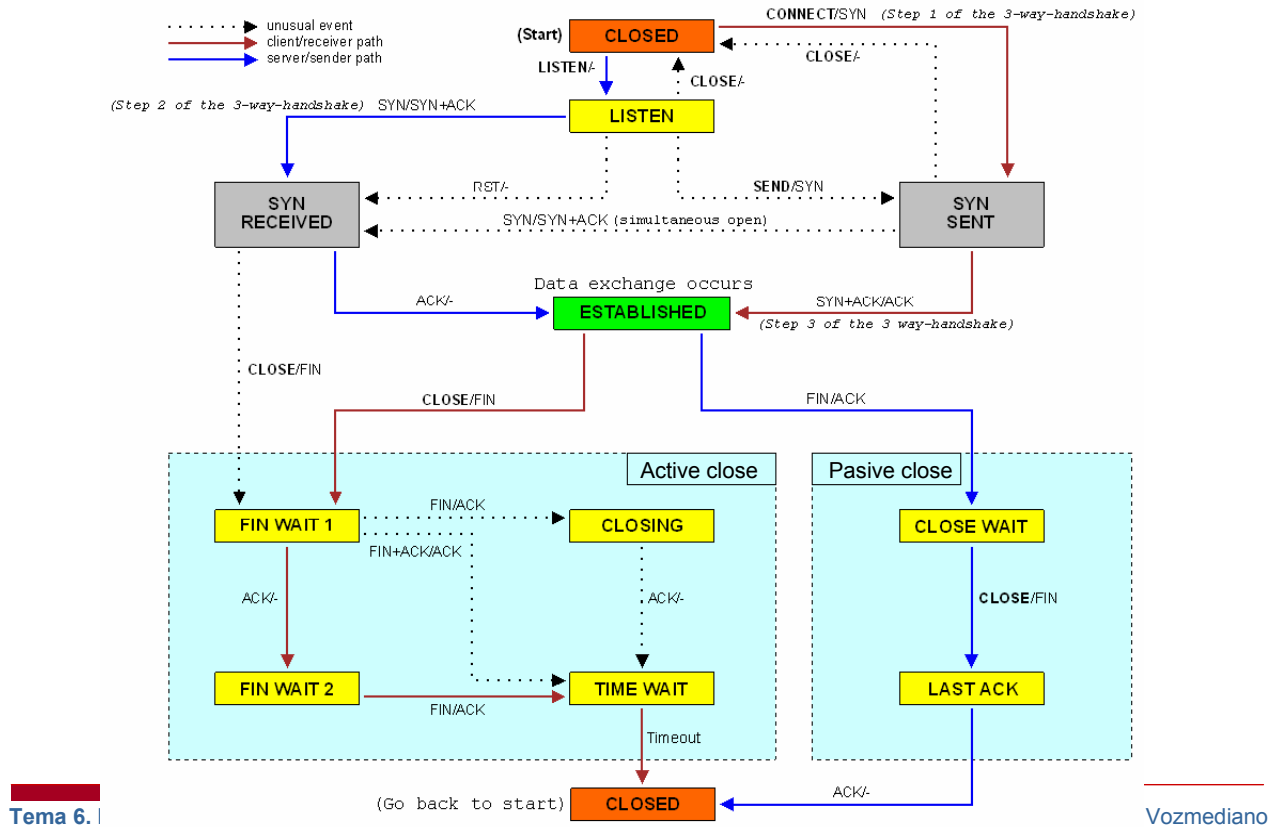 unusual event
client/receiver path
server/sender path
CONNECT/SYN (Step 1 of the 3-way-handshake)
(Start)
CLOSED
CLOSE/-
LISTEN/-
CLOSE/-
(Step 2 of the 3-way-handshake) SYN/SYN+ACK
LISTEN
RST/-
SEND/SYN
SYN
RECEIVED
SYN
SENT
SYN/SYN+ACK (simultaneous open)
Data exchange occurs
ACK/-
ESTABLISHED
SYN+ACK/ACK
(Step 3 of the 3 way-handshake)
CLOSE/FIN
CLOSE/FIN
FIN/ACK
Active close
Pasive close
FIN WAIT 1
FIN/ACK
CLOSING
CLOSE WAIT
FIN+ACK/ACK
ACK/-
ACK/-
CLOSE/FIN
FIN WAIT 2
TIME WAIT
LAST ACK
FIN/ACK
Timeout
(Go back to start)
CLOSED
ACK/-
Tema 6.
Vozmediano